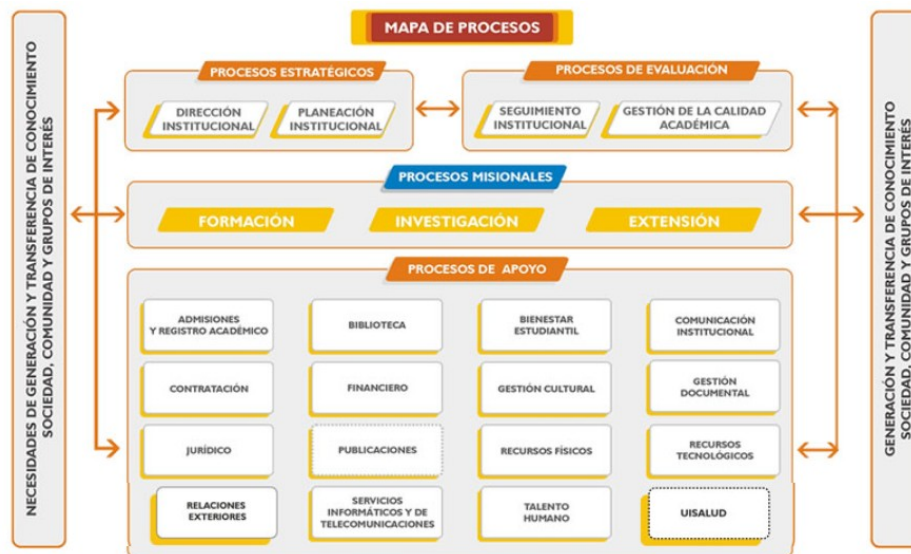 MAPA DE PROCESOS
NECESIDADES DE GENERACIÓN Y TRANSFERENCIA DE CONOCIMIENTO
SOCIEDAD, COMUNIDAD Y GRUPOS DE INTERÉS
PROCESOS ESTRATÉGICOS
DIRECCIÓN
INSTITUCIONAL
PLANEACIÓN
INSTITUCIONAL
PROCESOS DE EVALUACIÓN
SEGUIMIENTO
INSTITUCIONAL
GESTIÓN DE LA CALIDAD
ACADÉMICA
PROCESOS MISIONALES
FORMACIÓN
INVESTIGACIÓN
EXTENSIÓN
PROCESOS DE APOYO
ADMISIONES
Y REGISTRO ACADÉMICO
BIBLIOTECA
BIENESTAR
ESTUDIANTIL
COMUNICACIÓN
INSTITUCIONAL
CONTRATACIÓN
FINANCIERO
GESTIÓN CULTURAL
GESTIÓN
DOCUMENTAL
JURÍDICO
PUBLICACIONES
RECURSOS FÍSICOS
RECURSOS
TECNOLÓGICOS
RELACIONES
EXTERIORES
SERVICIOS
INFORMÁTICOS Y DE
TELECOMUNICACIONES
TALENTO
HUMANO
UISALUD
GENERACIÓN Y TRANSFERENCIA DE CONOCIMIENTO
SOCIEDAD, COMUNIDAD Y GRUPOS DE INTERÉS